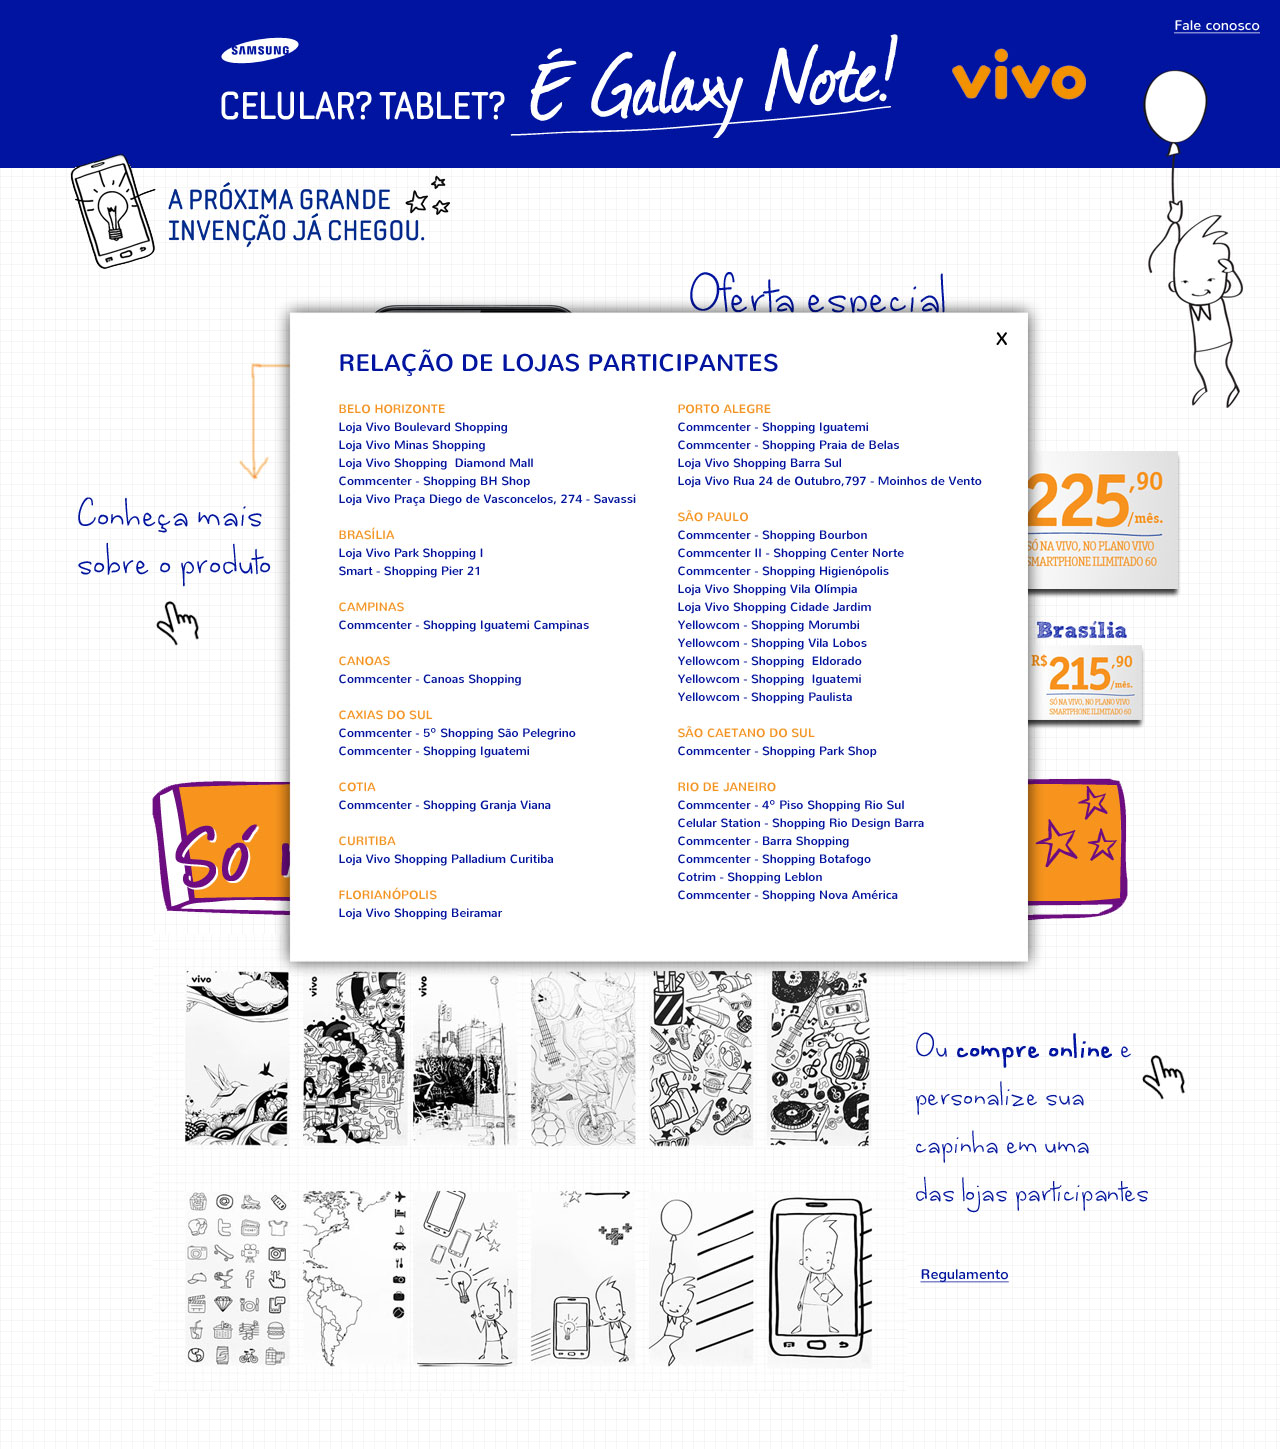 Fale conosco
SAMSUNG
CELULAR? TABLET? É Galaxy Note!
vivo
A PRÓXIMA GRANDE
INVENÇÃO JÁ CHEGOU.
Oferta especial
x
RELAÇÃO DE LOJAS PARTICIPANTES
BELO HORIZONTE
Loja Vivo Boulevard Shopping
Loja Vivo Minas Shopping
Loja Vivo Shopping  Diamond Mall
Commcenter - Shopping BH Shop
Loja Vivo Praça Diego de Vasconcelos, 274 - Savassi
BRASÍLIA
Loja Vivo Park Shopping I
Smart - Shopping Pier 21
CAMPINAS
Commcenter - Shopping Iguatemi Campinas
CANOAS
Commcenter - Canoas Shopping
CAXIAS DO SUL
Commcenter - 5º Shopping São Pelegrino
Commcenter - Shopping Iguatemi
COTIA
Commcenter - Shopping Granja Viana
CURITIBA
Loja Vivo Shopping Palladium Curitiba
FLORIANÓPOLIS
Loja Vivo Shopping Beiramar
PORTO ALEGRE
Commcenter - Shopping Iguatemi
Commcenter - Shopping Praia de Belas
Loja Vivo Shopping Barra Sul
Loja Vivo Rua 24 de Outubro,797 - Moinhos de Vento
SÃO PAULO
Commcenter - Shopping Bourbon
Commcenter II - Shopping Center Norte
Commcenter - Shopping Higienópolis
Loja Vivo Shopping Vila Olímpia
Loja Vivo Shopping Cidade Jardim
Yellowcom - Shopping Morumbi
Yellowcom - Shopping Vila Lobos
Yellowcom - Shopping  Eldorado
Yellowcom - Shopping  Iguatemi
Yellowcom - Shopping Paulista
SÃO CAETANO DO SUL
Commcenter - Shopping Park Shop
RIO DE JANEIRO
Commcenter - 4º Piso Shopping Rio Sul
Celular Station - Shopping Rio Design Barra
Commcenter - Barra Shopping
Commcenter - Shopping Botafogo
Cotrim - Shopping Leblon
Commcenter - Shopping Nova América
Conheça mais
sobre o produto
225,90
/mês.
SÓ NA VIVO, NO PLANO VIVO
SMARTPHONE ILIMITADO 60
Brasília
R$ 215,90
/mês.
SÓ NA VIVO, NO PLANO VIVO
SMARTPHONE ILIMITADO 60
Só
vivo
vivo
vivo
Ou compre online e
personalize sua
capinha em uma
das lojas participantes
Regulamento